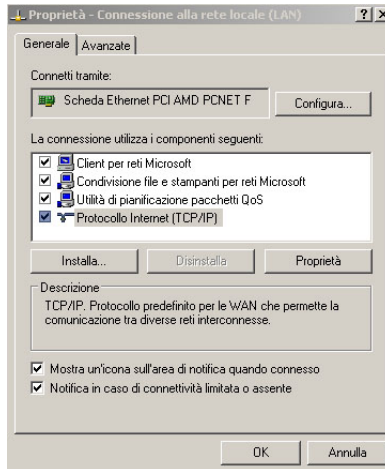 Proprietà - Connessione alla rete locale (LAN)
Generale
Avanzate
Connetti tramite:
Scheda Ethernet PCI AMD PCNET F
Configura...
La connessione utilizza i componenti seguenti:
Client per reti Microsoft
Condivisione file e stampanti per reti Microsoft
Utilità di pianificazione pacchetti QoS
Protocollo Internet (TCP/IP)
Installa...
Disinstalla
Proprietà
Descrizione
TCP/IP. Protocollo predefinito per le WAN che permette la
comunicazione tra diverse reti interconnesse.
Mostra un'icona sull'area di notifica quando connesso
Notifica in caso di connettività limitata o assente
OK
Annulla